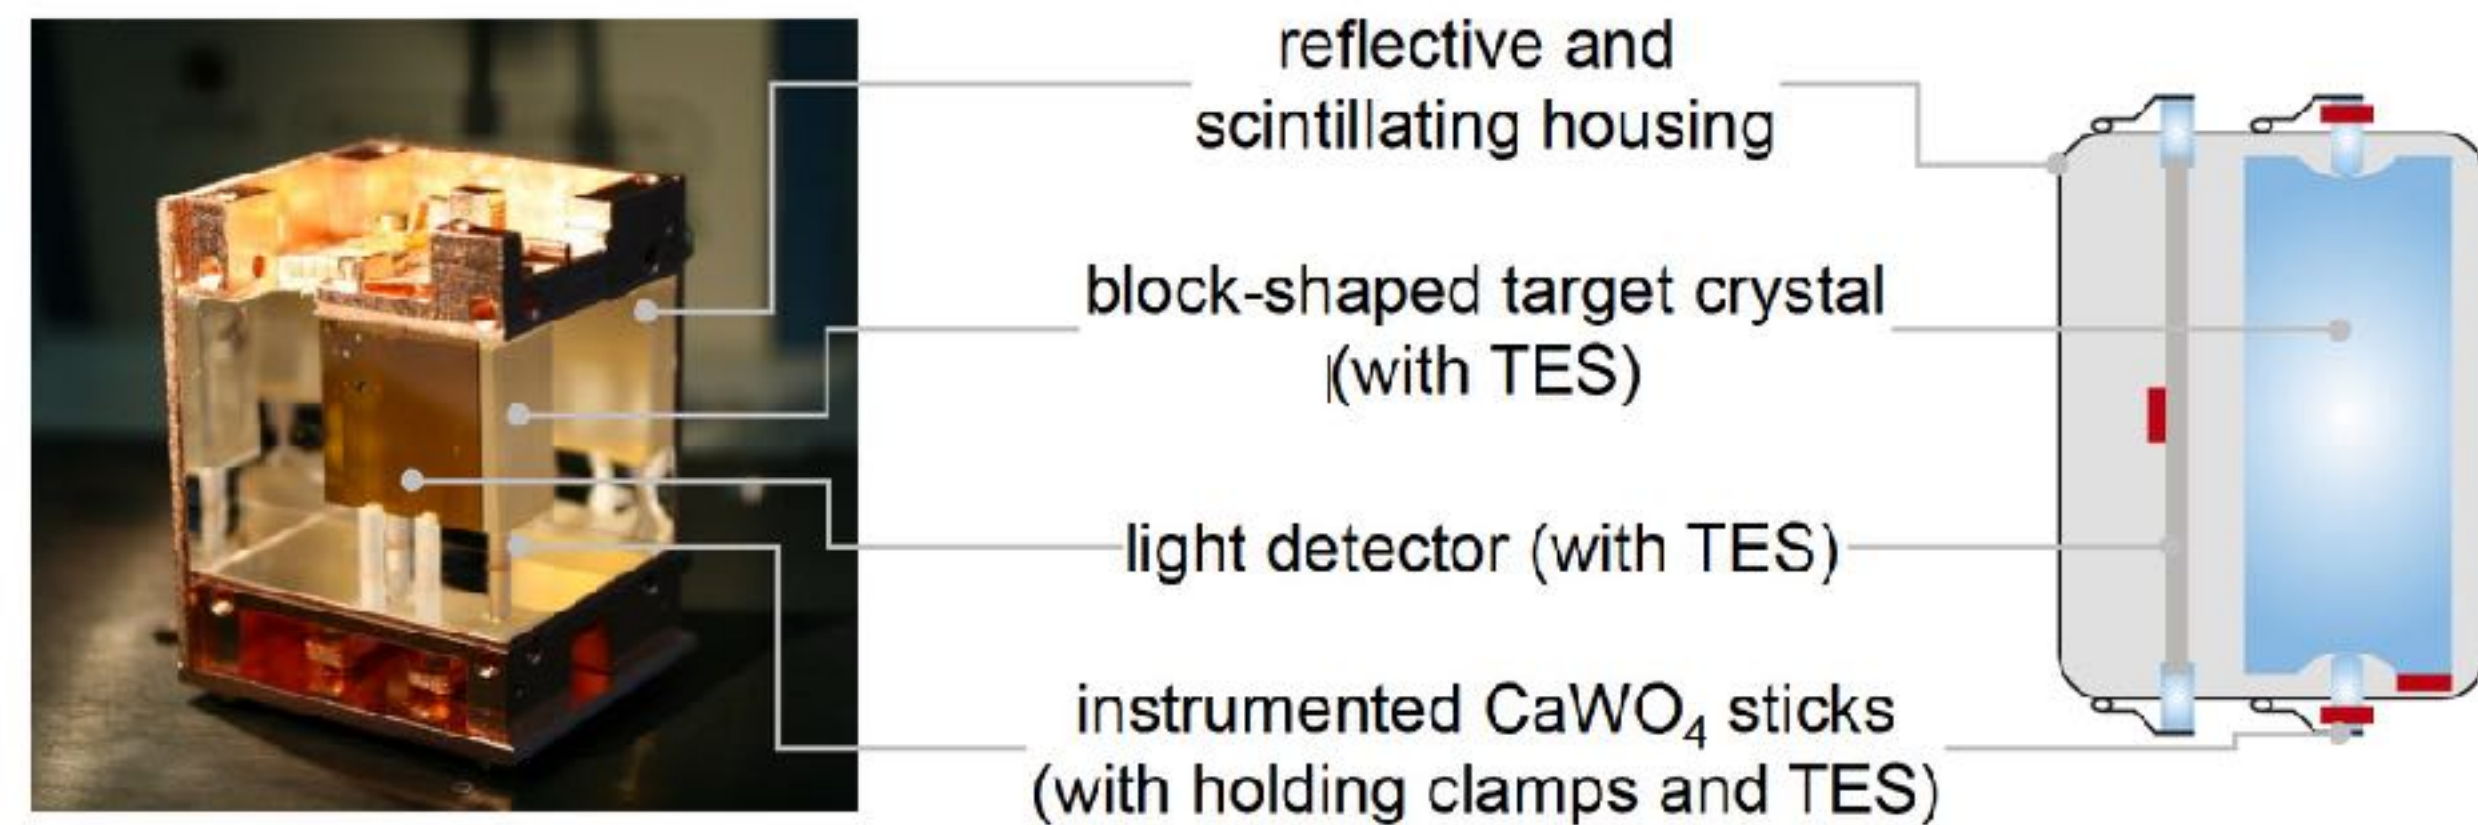 reflective and
scintillating housing
block-shaped target crystal
(with TES)
light detector (with TES)
instrumented CaWO₄ sticks
(with holding clamps and TES)